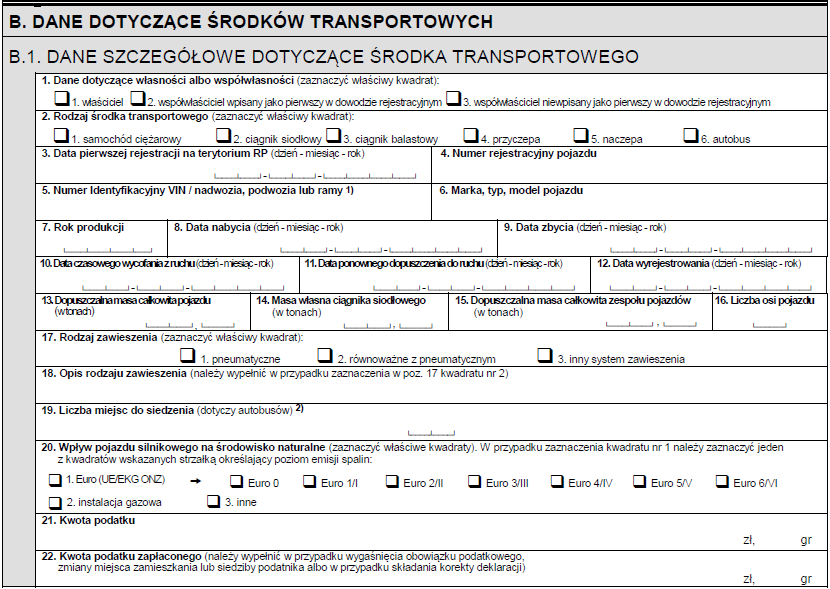 B. DANE DOTYCZĄCE ŚRODKÓW TRANSPORTOWYCH
B.1. DANE SZCZEGÓŁOWE DOTYCZĄCE ŚRODKA TRANSPORTOWEGO
1. Dane dotyczące własności albo współwłasności (zaznaczyć właściwy kwadrat):
1. właściciel 2. współwłaściciel wpisany jako pierwszy w dowodzie rejestracyjnym 3. współwłaściciel niewpisany jako pierwszy w dowodzie rejestracyjnym
2. Rodzaj środka transportowego (zaznaczyć właściwy kwadrat):
1. samochód ciężarowy 2. ciągnik siodłowy 3. ciągnik balastowy 4. przyczepa 5. naczepa 6. autobus
3. Data pierwszej rejestracji na terytorium RP (dzień - miesiąc - rok) 4. Numer rejestracyjny pojazdu
5. Numer Identyfikacyjny VIN / nadwozia, podwozia lub ramy 1) 6. Marka, typ, model pojazdu
7. Rok produkcji 8. Data nabycia (dzień - miesiąc - rok) 9. Data zbycia (dzień - miesiąc - rok)
10. Data czasowego wycofania z ruchu (dzień - miesiąc - rok) 11. Data ponownego dopuszczenia do ruchu (dzień - miesiąc - rok) 12. Data wyrejestrowania (dzień - miesiąc - rok)
13. Dopuszczalna masa całkowita pojazdu 14. Masa własna ciągnika siodłowego 15. Dopuszczalna masa całkowita zespołu pojazdów 16. Liczba osi pojazdu
(w tonach) (w tonach) (w tonach)
, , ,
17. Rodzaj zawieszenia (zaznaczyć właściwy kwadrat):
1. pneumatyczne 2. równoważne z pneumatycznym 3. inny system zawieszenia
18. Opis rodzaju zawieszenia (należy wypełnić w przypadku zaznaczenia w poz. 17 kwadratu nr 2)
19. Liczba miejsc do siedzenia (dotyczy autobusów) 2)
20. Wpływ pojazdu silnikowego na środowisko naturalne (zaznaczyć właściwe kwadraty). W przypadku zaznaczenia kwadratu nr 1 należy zaznaczyć jeden
z kwadratów wskazanych strzałką określający poziom emisji spalin:
1. Euro (UE/EKG ONZ) → Euro 0 Euro 1/I Euro 2/II Euro 3/III Euro 4/IV Euro 5/V Euro 6/VI
2. instalacja gazowa 3. inne
21. Kwota podatku
zł, gr
22. Kwota podatku zapłaconego (należy wypełnić w przypadku wygaśnięcia obowiązku podatkowego,
zmiany miejsca zamieszkania lub siedziby podatnika albo w przypadku składania korekty deklaracji)
zł, gr